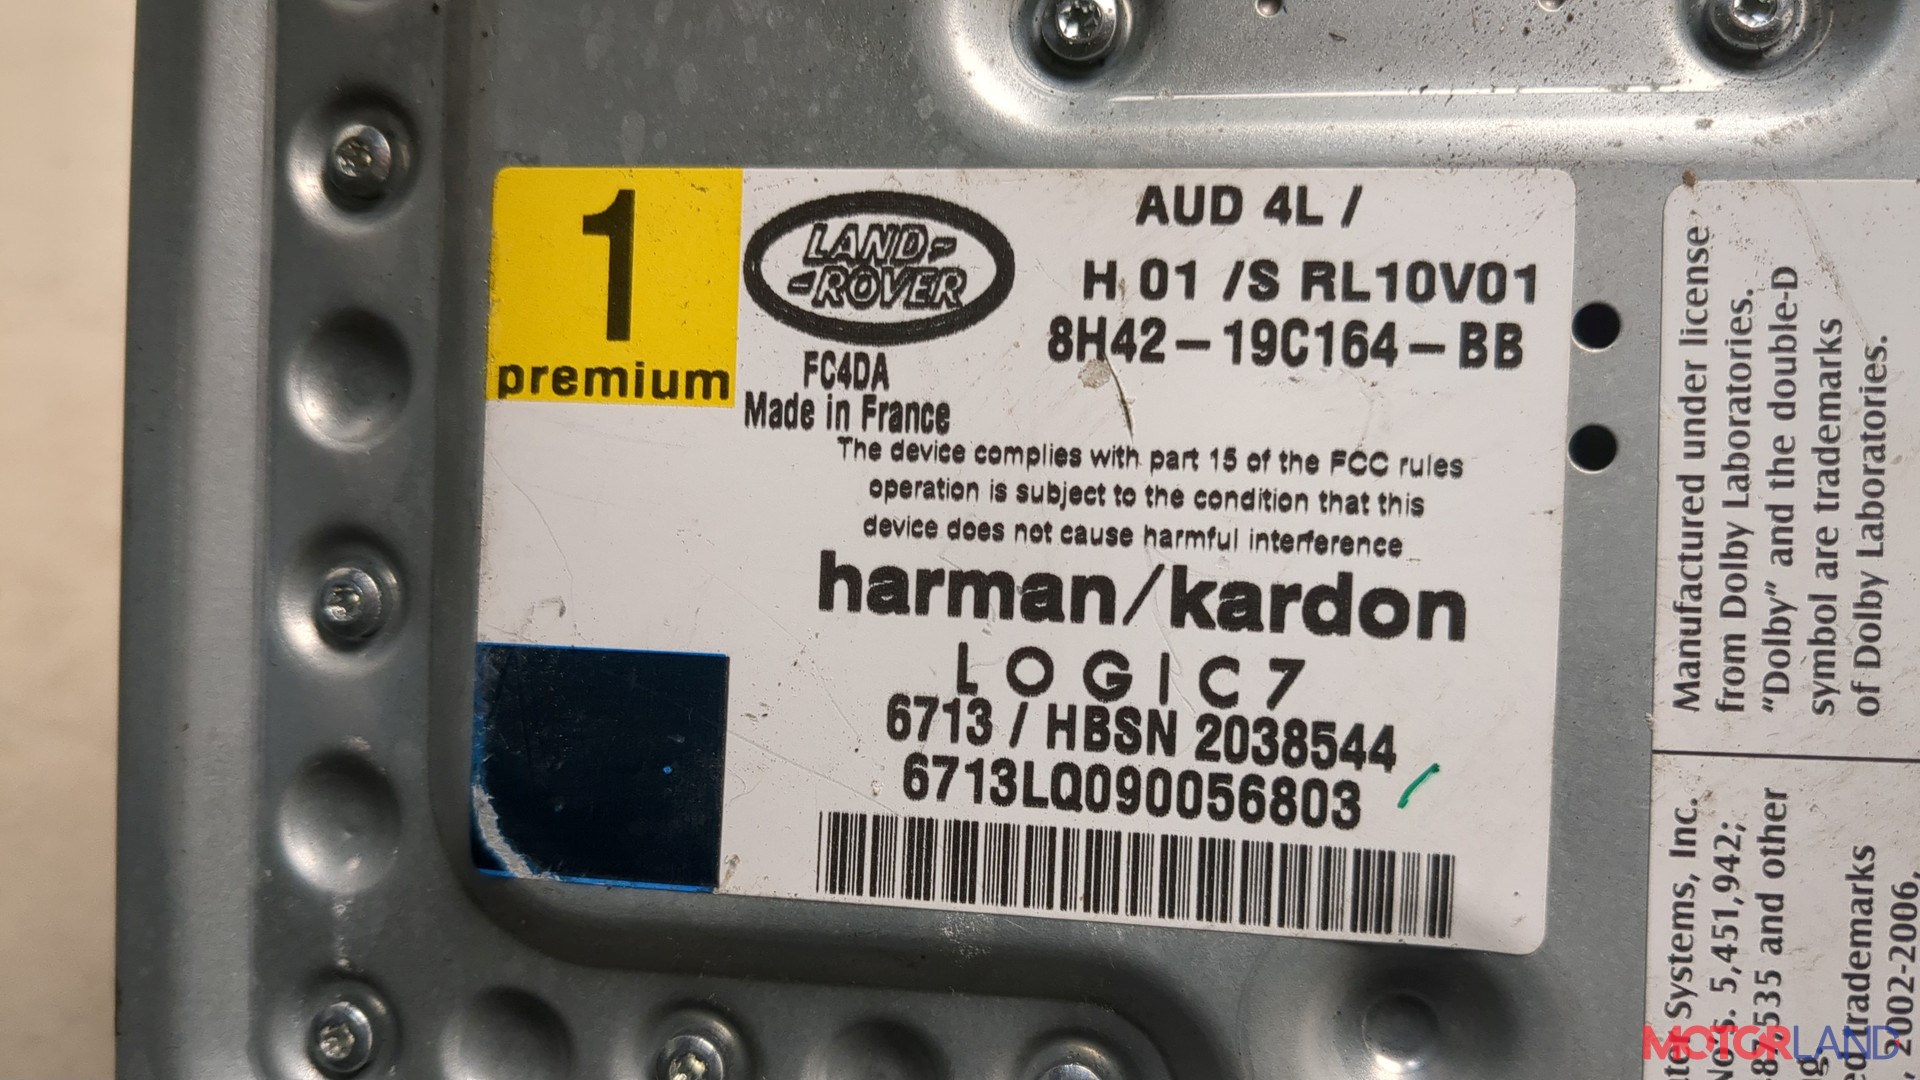 1
premium
LAND-
-ROVER
FC4DA
Made in France
AUD 4L /
H 01 /S RL10V01
8H42-19C164-BB
The device complies with part 15 of the FCC rules
operation is subject to the condition that this
device does not cause harmful interference
harman/kardon
LOGIC7
6713 / HBSN 2038544
6713LQ090056803
Manufactured under license
from Dolby Laboratories.
"Dolby" and the double-D
symbol are trademarks
of Dolby Laboratories.
Systems, Inc.
5,451,942;
535 and other
trademarks
, 2002-2006,
MOTORLAND